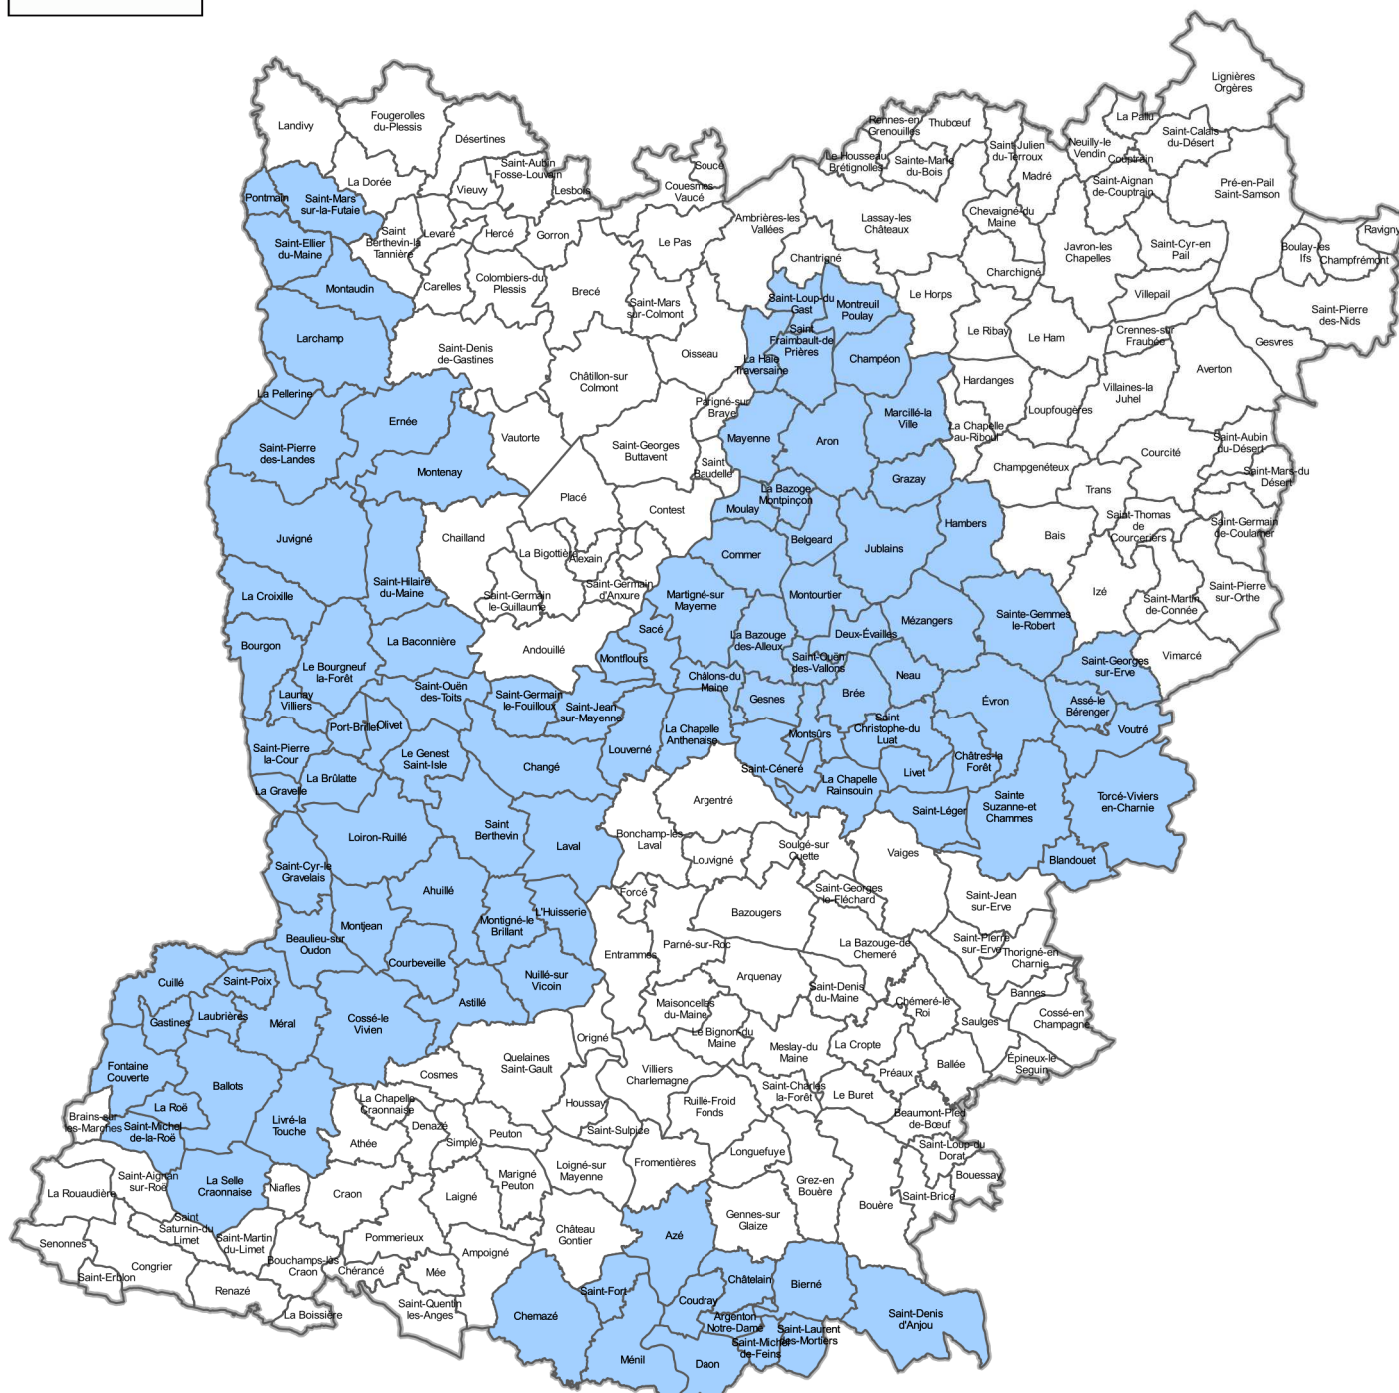 Lignières
Orgères
Landivy
Fougerolles
du-Plessis
Désertines
Rennes-en
Grenouilles
Thubœuf
La Pallu
Saint-Calais
du-Désert
Neuilly-le
Vendin
Couptrain
Saint-Julien
du-Terroux
Le Housseau
Brétignolles
Sainte-Marie
du-Bois
Madré
Saint-Aignan
de-Couptrain
Pré-en-Pail
Saint-Samson
Saint-Aubin
Fosse-Louvain
Soucé
Couesmes
Vaucé
La Dorée
Vieuvy
Lesbois
Pontmain
Saint-Mars
sur-la-Futaie
Saint
Berthevin-la
Tannière
Levaré
Hercé
Gorron
Le Pas
Ambrières-les
Vallées
Lassay-les
Châteaux
Chevaigné-du
Maine
Javron-les
Chapelles
Saint-Cyr-en
Pail
Boulay-les
Ifs
Champfrémont
Ravigny
Saint-Ellier
du-Maine
Chantrigné
Charchigné
Montaudin
Carelles
Colombiers-du
Plessis
Brecé
Saint-Mars
sur-Colmont
Saint-Loup-du
Gast
Montreuil
Poulay
Le Horps
Villepail
Saint-Pierre
des-Nids
Larchamp
Saint-Denis
de-Gastines
Oisseau
Saint
Fraimbault-de
Prières
La Haie
Traversaine
Champéon
Le Ribay
Le Ham
Crennes-sur
Fraubée
Gesvres
Averton
Châtillon-sur
Colmont
Hardanges
Villaines-la
Juhel
La Pellerine
Ernée
Parigné-sur
Braye
Marcillé-la
Ville
Loupfougères
Vautorte
Saint-Georges
Buttavent
Mayenne
Aron
La Chapelle
au-Riboul
Saint-Pierre
des-Landes
Montenay
Saint
Baudelle
Grazay
Champgenéteux
Courcité
Saint-Aubin
du-Désert
Saint-Mars-du
Désert
Placé
Contest
La Bazoge
Montpinçon
Moulay
Trans
Hambers
Saint-Thomas
de
Courceriers
Saint-Germain
de-Coulamer
Juvigné
Chailland
La Bigottière
Alexain
Commer
Belgeard
Jublains
Bais
Saint-Hilaire
du-Maine
La Croixille
Saint-Germain
le-Guillaume
Saint-Germain
d'Anxure
Martigné-sur
Mayenne
Montourtier
Izé
Saint-Martin
de-Connée
Saint-Pierre
sur-Orthe
Sainte-Gemmes
le-Robert
Mézangers
Bourgon
La Baconnière
Andouillé
Sacé
La Bazouge
des-Alleux
Deux-Évailles
Vimarcé
Le Bourgneuf
la-Forêt
Montflours
Saint-Ouën
des-Vallons
Saint-Georges
sur-Erve
Launay
Villiers
Saint-Ouën
des-Toits
Saint-Germain
le-Fouilloux
Saint-Jean
sur-Mayenne
Châlons-du
Maine
Gesnes
Brée
Neau
Évron
Assé-le
Bérenger
Port-Brillet
Olivet
Voutré
Saint-Pierre
la-Cour
Le Genest
Saint-Isle
Changé
Louverné
La Chapelle
Anthenaise
Montsûrs
Saint
Christophe-du
Luat
La Brûlatte
La Gravelle
Saint-Céneré
La Chapelle
Rainsouin
Livet
Châtres-la
Forêt
Argentré
Saint-Léger
Sainte
Suzanne-et
Chammes
Torcé-Viviers
en-Charnie
Loiron-Ruillé
Saint
Berthevin
Laval
Bonchamp-lès
Laval
Louvigné
Soulgé-sur
Ouette
Vaiges
Blandouet
Saint-Cyr-le
Gravelais
Ahuillé
Forcé
Saint-Georges
le-Fléchard
Saint-Jean
sur-Erve
Montjean
Montigné-le
Brillant
L'Huisserie
Bazougers
Beaulieu-sur
Oudon
Parné-sur-Roc
La Bazouge-de
Chemeré
Saint-Pierre
sur-Erve
Thorigné-en
Charnie
Courbeveille
Entrammes
Cuillé
Saint-Poix
Nuillé-sur
Vicoin
Arquenay
Saint-Denis
du-Maine
Bannes
Astillé
Maisoncelles
du-Maine
Chéméré-le
Roi
Gastines
Laubrières
Méral
Cossé-le
Vivien
Origné
Le Bignon-du
Maine
Saulges
Cossé-en
Champagne
Fontaine
Couverte
Ballots
Cosmes
Quelaines
Saint-Gault
Villiers
Charlemagne
Meslay-du
Maine
La Cropte
Préaux
Ballée
Épineux-le
Seguin
La Roë
La Chapelle
Craonnaise
Houssay
Ruillé-Froid
Fonds
Saint-Charles
la-Forêt
Le Buret
Brains-sur
les-Marches
Saint-Michel
de-la-Roë
Livré-la
Touche
Denazé
Simplé
Peuton
Saint-Sulpice
Beaumont-Pied
de-Bœuf
Athée
Saint-Loup-du
Dorat
Fromentières
Longuefuye
La Rouaudière
Saint-Aignan
sur-Roë
La Selle
Craonnaise
Niafles
Craon
Laigné
Marigné
Peuton
Loigné-sur
Mayenne
Grez-en
Bouère
Bouère
Saint-Brice
Bouessay
Senonnes
Saint
Saturnin-du
Limet
Saint-Martin
du-Limet
Pommerieux
Château
Gontier
Azé
Gennes-sur
Glaize
Ampoigné
Saint-Erblon
Congrier
Renazé
Bouchamps-lès
Craon
Chérancé
Mée
Saint-Fort
Châtelain
Bierné
La Boissière
Saint-Quentin
les-Anges
Chemazé
Coudray
Argenton
Notre-Dame
Saint-Laurent
des-Mortiers
Saint-Denis
d'Anjou
Ménil
Daon
Saint-Michel
de-Feins